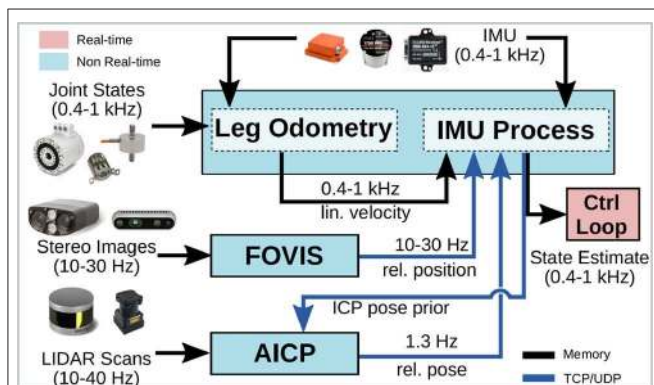 Real-time
Non Real-time
IMU
(0.4-1 kHz)
Joint States
(0.4-1 kHz)
Leg Odometry
IMU Process
0.4-1 kHz
lin. velocity
Ctrl
Loop
Stereo Images
(10-30 Hz)
FOVIS
10-30 Hz
rel. position
State Estimate
(0.4-1 kHz)
ICP pose prior
LIDAR Scans
(10-40 Hz)
AICP
1.3 Hz
rel. pose
Memory
TCP/UDP